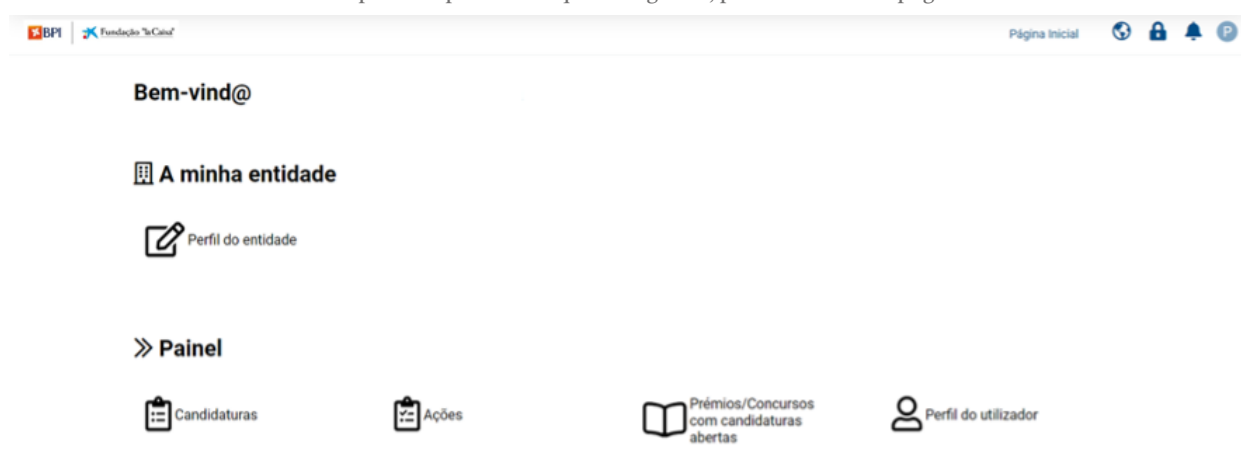 BPI Fundação "la Caixa" Página Inicial P
Bem-vind@
A minha entidade
Perfil do entidade
Painel
Candidaturas
Ações
Prémios/Concursos
com candidaturas
abertas
Perfil do utilizador